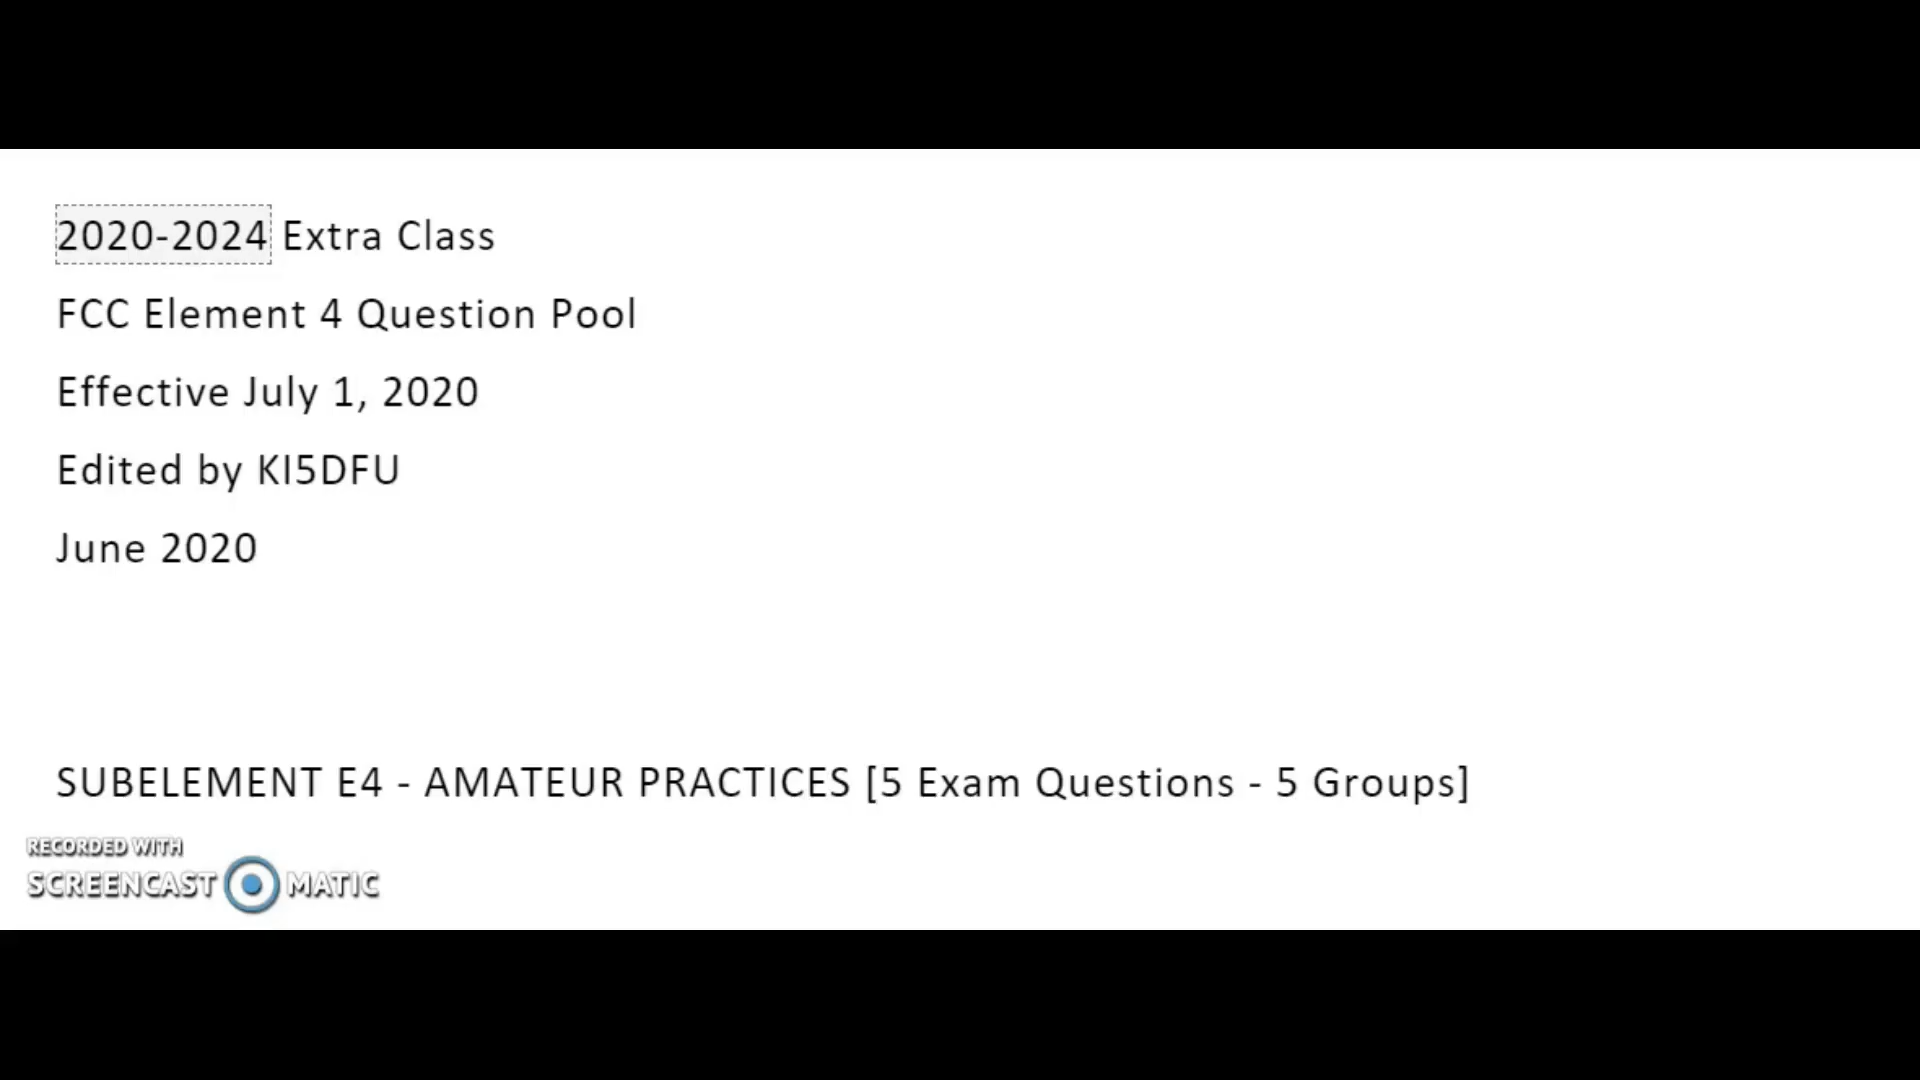 2020-2024 Extra Class
FCC Element 4 Question Pool
Effective July 1, 2020
Edited by KI5DFU
June 2020
SUBELEMENT E4 - AMATEUR PRACTICES [5 Exam Questions - 5 Groups]
RECORDED WITH
SCREENCAST MATIC